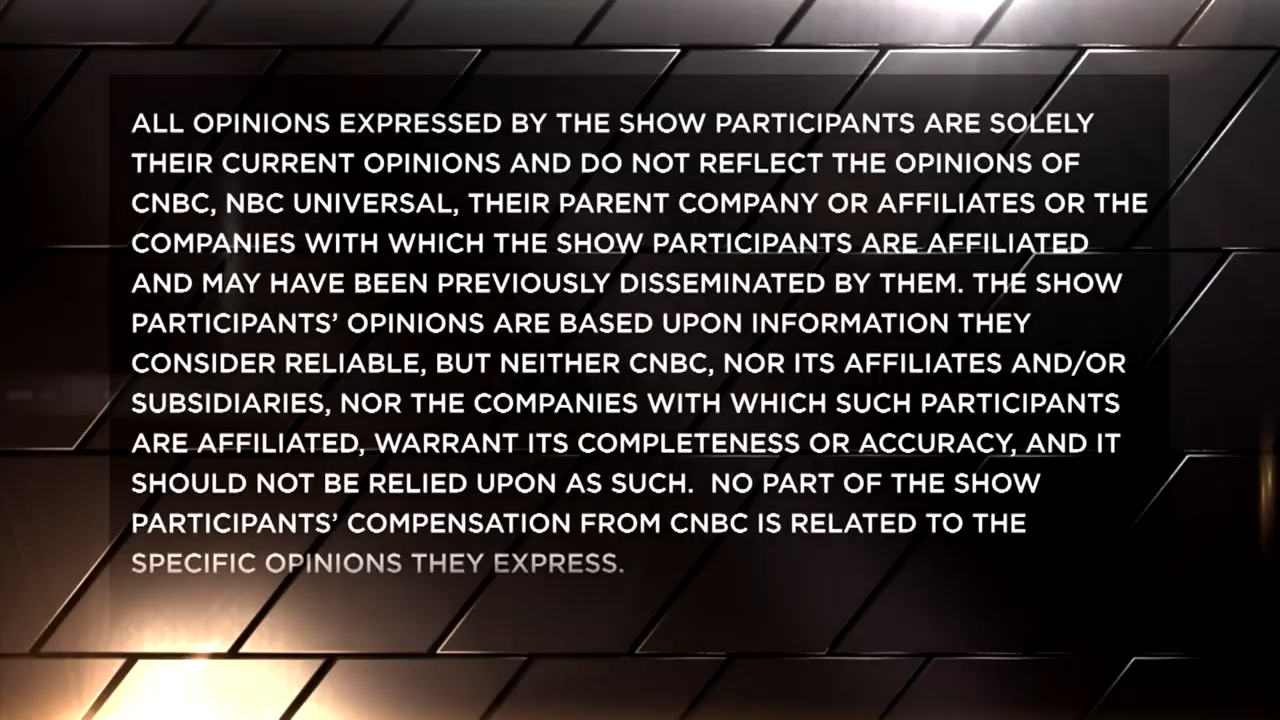 ALL OPINIONS EXPRESSED BY THE SHOW PARTICIPANTS ARE SOLELY
THEIR CURRENT OPINIONS AND DO NOT REFLECT THE OPINIONS OF
CNBC, NBC UNIVERSAL, THEIR PARENT COMPANY OR AFFILIATES OR THE
COMPANIES WITH WHICH THE SHOW PARTICIPANTS ARE AFFILIATED
AND MAY HAVE BEEN PREVIOUSLY DISSEMINATED BY THEM. THE SHOW
PARTICIPANTS’ OPINIONS ARE BASED UPON INFORMATION THEY
CONSIDER RELIABLE, BUT NEITHER CNBC, NOR ITS AFFILIATES AND/OR
SUBSIDIARIES, NOR THE COMPANIES WITH WHICH SUCH PARTICIPANTS
ARE AFFILIATED, WARRANT ITS COMPLETENESS OR ACCURACY, AND IT
SHOULD NOT BE RELIED UPON AS SUCH.  NO PART OF THE SHOW
PARTICIPANTS’ COMPENSATION FROM CNBC IS RELATED TO THE
SPECIFIC OPINIONS THEY EXPRESS.